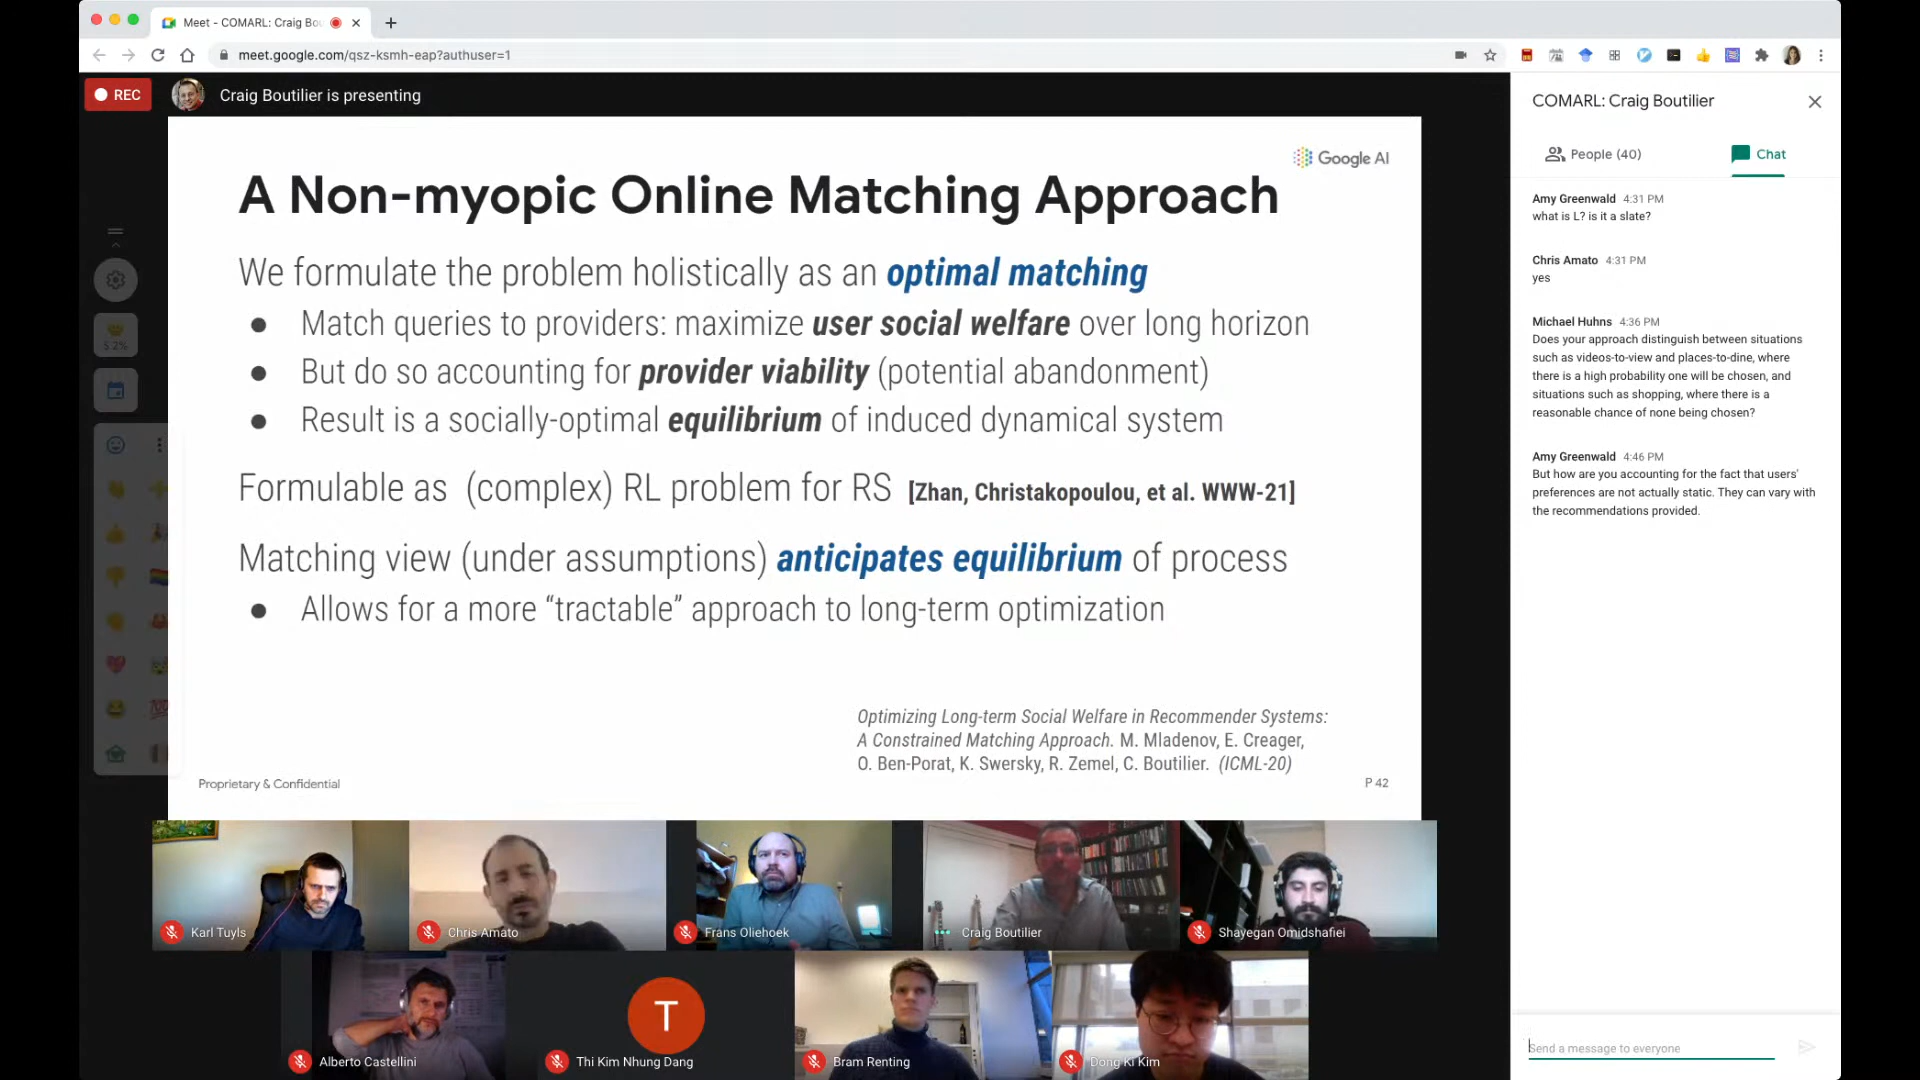 Meet - COMARL: Craig Bou
meet.google.com/qsz-ksmh-eap?authuser=1
REC
Craig Boutilier is presenting
Google AI
A Non-myopic Online Matching Approach
We formulate the problem holistically as an optimal matching
● Match queries to providers: maximize user social welfare over long horizon
● But do so accounting for provider viability (potential abandonment)
● Result is a socially-optimal equilibrium of induced dynamical system
Formulable as (complex) RL problem for RS [Zhan, Christakopoulou, et al. WWW-21]
Matching view (under assumptions) anticipates equilibrium of process
● Allows for a more “tractable” approach to long-term optimization
Optimizing Long-term Social Welfare in Recommender Systems:
A Constrained Matching Approach. M. Mladenov, E. Creager,
O. Ben-Porat, K. Swersky, R. Zemel, C. Boutilier. (ICML-20)
Proprietary & Confidential
P 42
Karl Tuyls
Chris Amato
Frans Oliehoek
Craig Boutilier
Shayegan Omidshafiei
Alberto Castellini
T
Thi Kim Nhung Dang
Bram Renting
Dong Ki Kim
COMARL: Craig Boutilier
People (40)
Chat
Amy Greenwald 4:31 PM
what is L? is it a slate?
Chris Amato 4:31 PM
yes
Michael Huhns 4:36 PM
Does your approach distinguish between situations
such as videos-to-view and places-to-dine, where
there is a high probability one will be chosen, and
situations such as shopping, where there is a
reasonable chance of none being chosen?
Amy Greenwald 4:46 PM
But how are you accounting for the fact that users'
preferences are not actually static. They can vary with
the recommendations provided.
Send a message to everyone